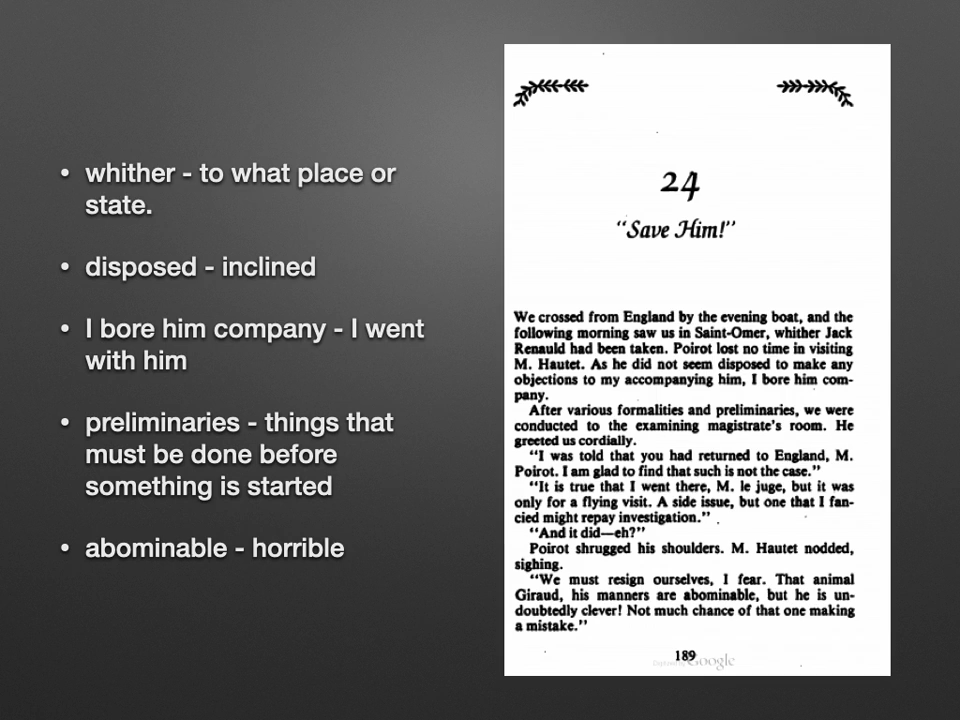 • whither - to what place or
state.
• disposed - inclined
• I bore him company - I went
with him
• preliminaries - things that
must be done before
something is started
• abominable - horrible
24
“Save Him!”
We crossed from England by the evening boat, and the
following morning saw us in Saint-Omer, whither Jack
Renauld had been taken. Poirot lost no time in visiting
M. Hautet. As he did not seem disposed to make any
objections to my accompanying him, I bore him com-
pany.
After various formalities and preliminaries, we were
conducted to the examining magistrate's room. He
greeted us cordially.
“I was told that you had returned to England, M.
Poirot. I am glad to find that such is not the case.”
“It is true that I went there, M. le juge, but it was
only for a flying visit. A side issue, but one that I fan-
cied might repay investigation.”
“And it did—eh?”
Poirot shrugged his shoulders. M. Hautet nodded,
sighing.
“We must resign ourselves, I fear. That animal
Giraud, his manners are abominable, but he is un-
doubtedly clever! Not much chance of that one making
a mistake.”
189
Digitized by Google